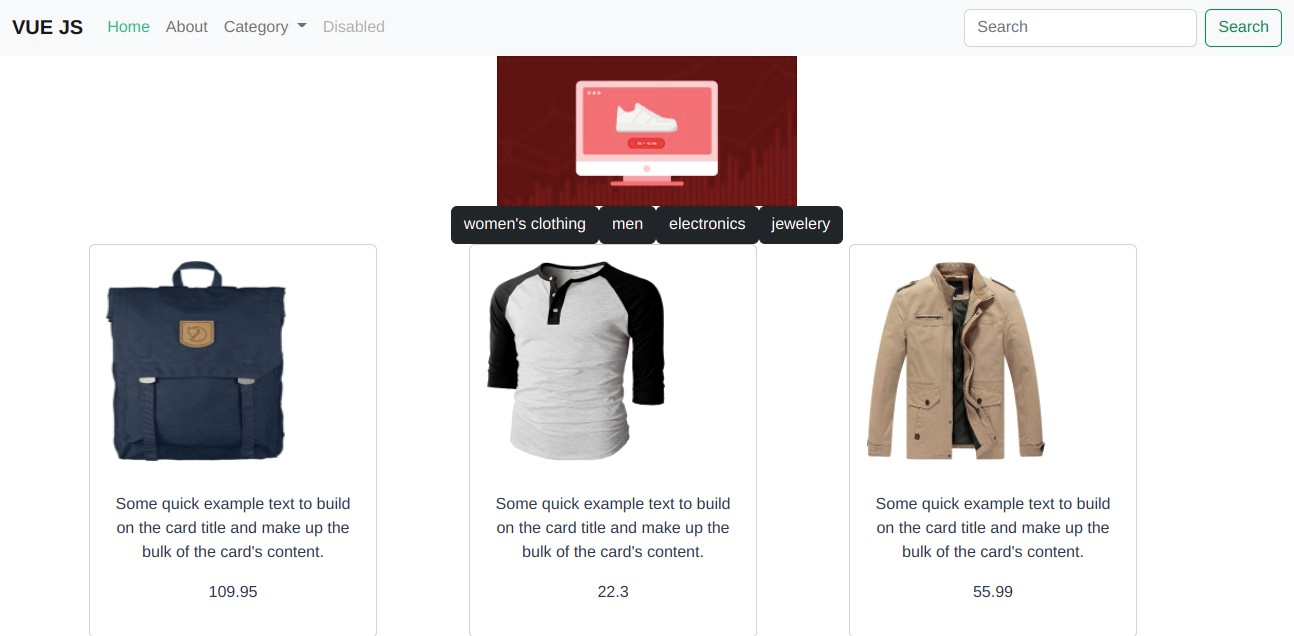 VUE JS Home About Category Disabled Search Search
BUY NOW
women's clothing men electronics jewelery
Some quick example text to build
on the card title and make up the
bulk of the card's content.
109.95
Some quick example text to build
on the card title and make up the
bulk of the card's content.
22.3
Some quick example text to build
on the card title and make up the
bulk of the card's content.
55.99